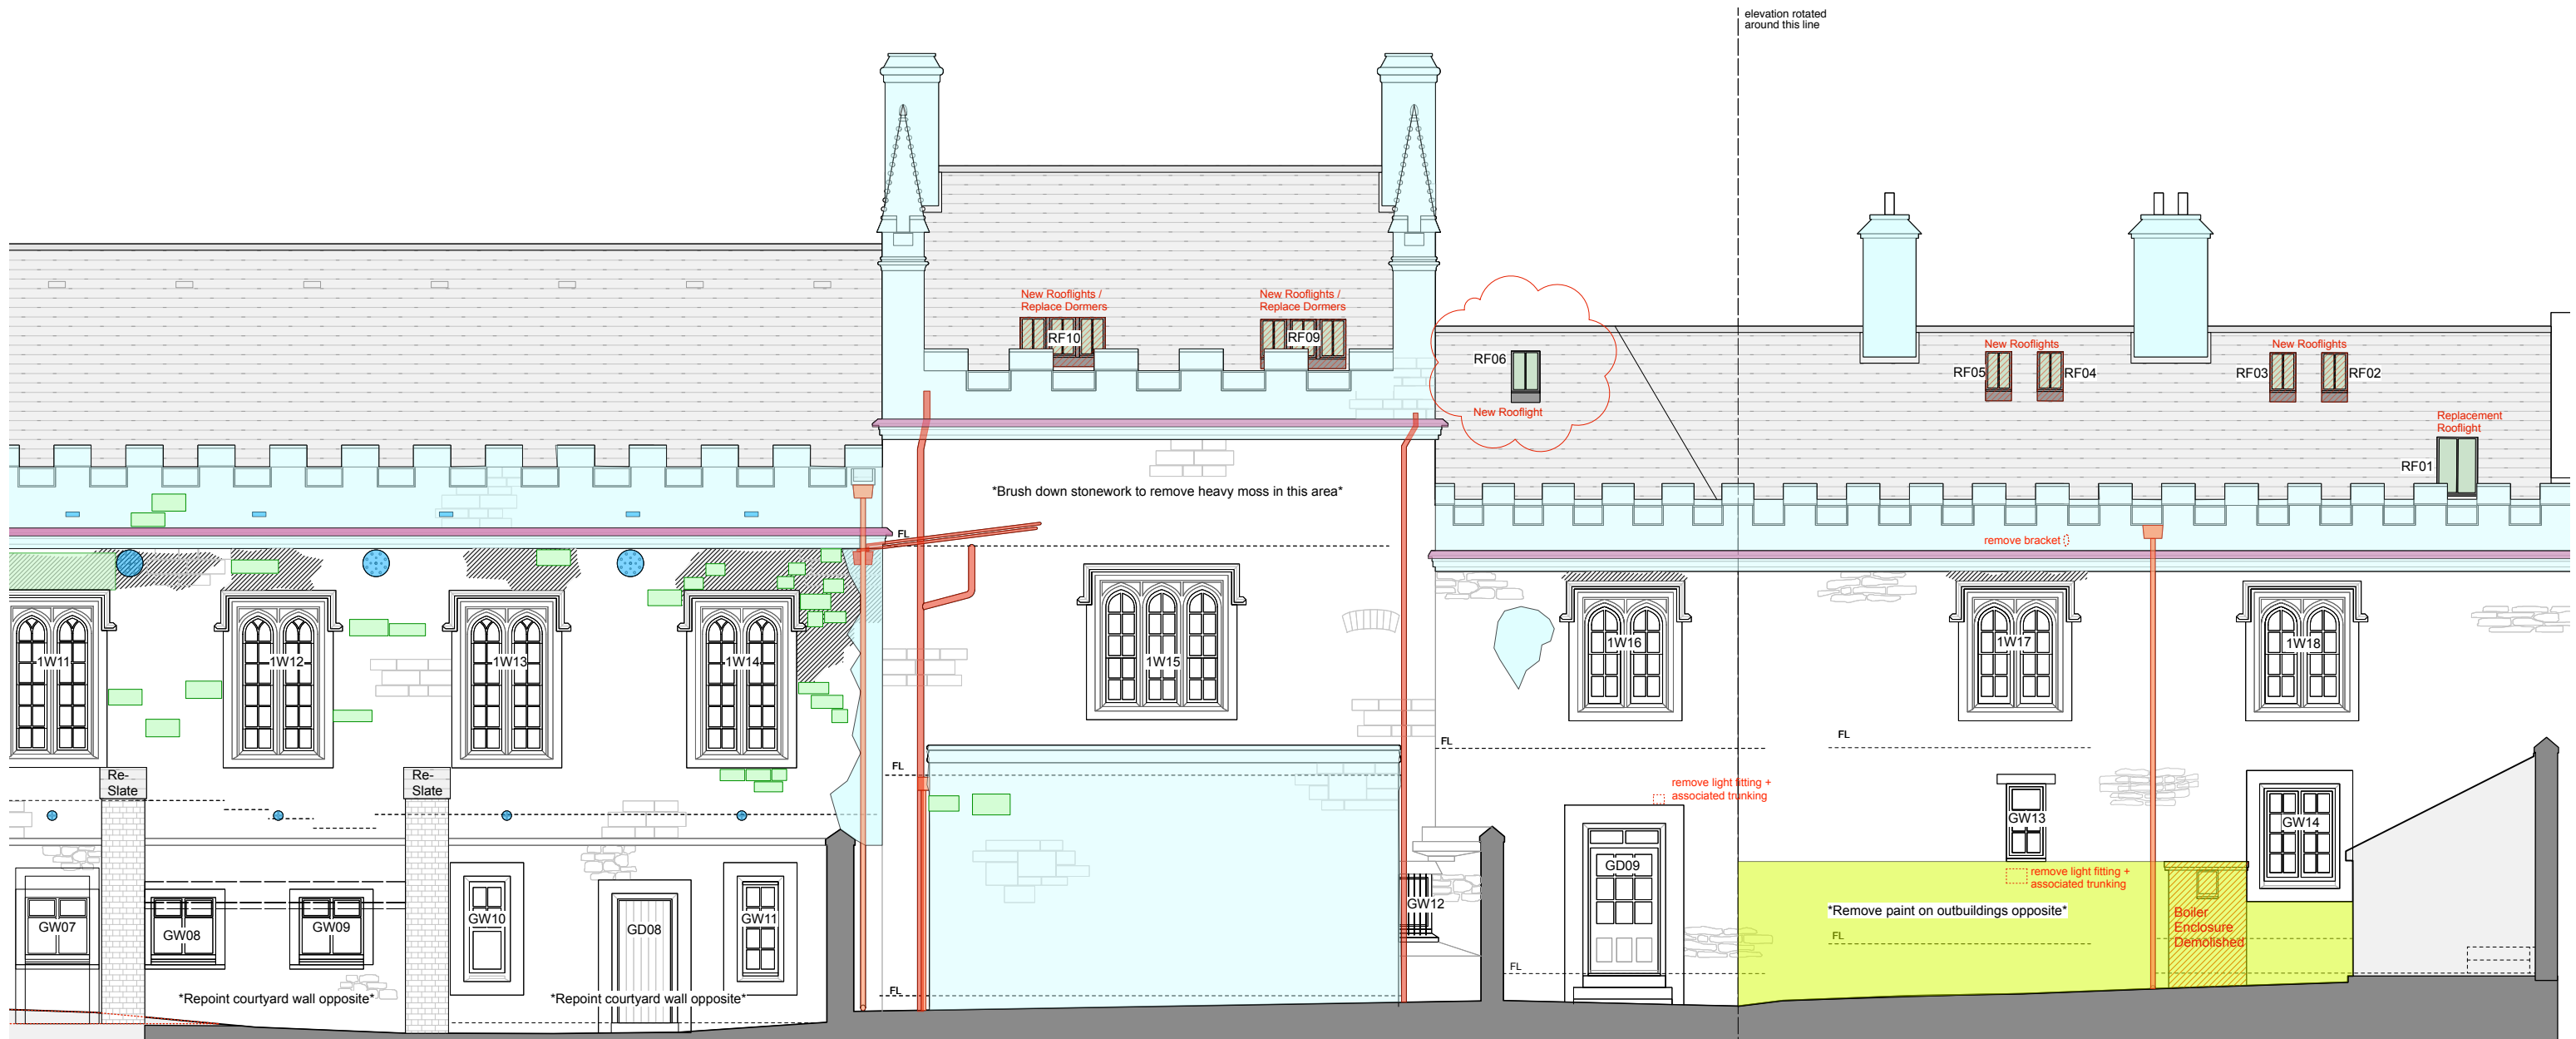 elevation rotated
around this line
New Rooflights /
Replace Dormers
RF10
New Rooflights /
Replace Dormers
RF09
RF06
New Rooflight
New Rooflights
RF05
RF04
New Rooflights
RF03
RF02
Replacement
Rooflight
RF01
*Brush down stonework to remove heavy moss in this area*
FL
remove bracket
1W11
1W12
1W13
1W14
1W15
1W16
1W17
1W18
FL
FL
FL
Re-
Slate
Re-
Slate
remove light fitting +
associated trunking
GW13
GW14
GD09
remove light fitting +
associated trunking
GW07
GW08
GW09
GW10
GD08
GW11
GW12
*Remove paint on outbuildings opposite*
Boiler
Enclosure
Demolished
FL
FL
FL
*Repoint courtyard wall opposite*
*Repoint courtyard wall opposite*